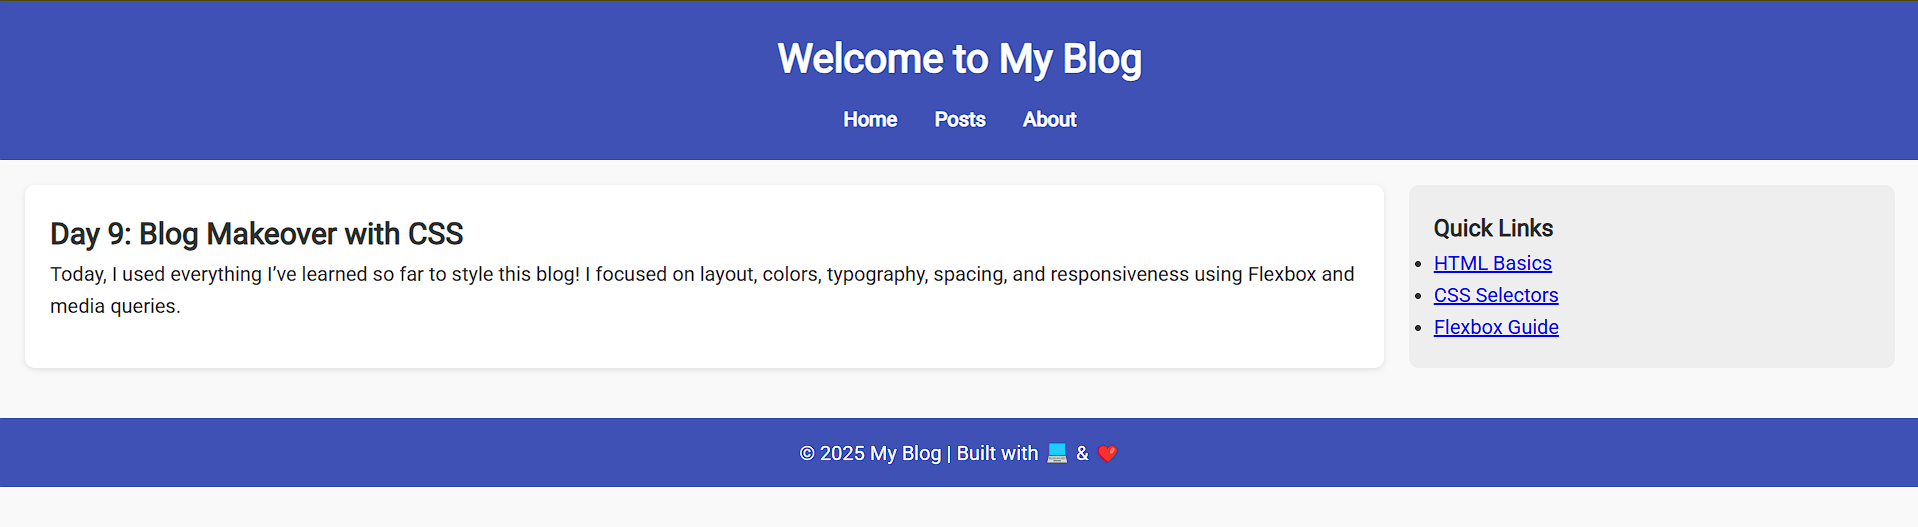 Welcome to My Blog
Home Posts About
Day 9: Blog Makeover with CSS
Today, I used everything I’ve learned so far to style this blog! I focused on layout, colors, typography, spacing, and responsiveness using Flexbox and
media queries.
Quick Links
HTML Basics
CSS Selectors
Flexbox Guide
© 2025 My Blog | Built with 💻 & ❤️